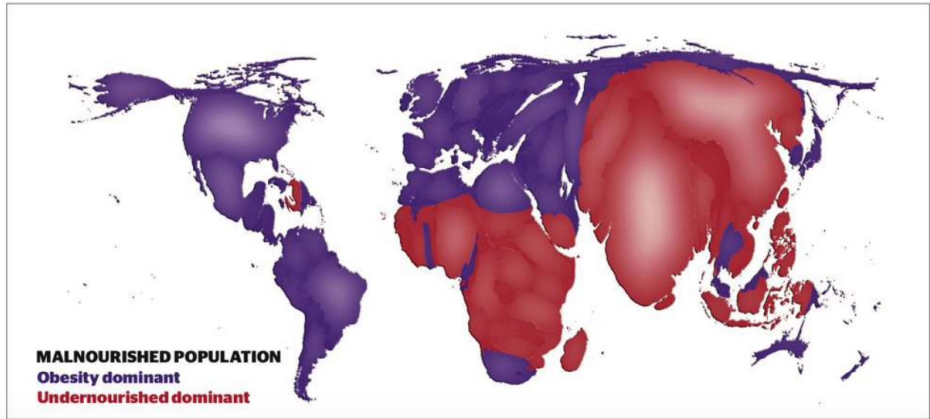 MALNOURISHED POPULATION
Obesity dominant
Undernourished dominant